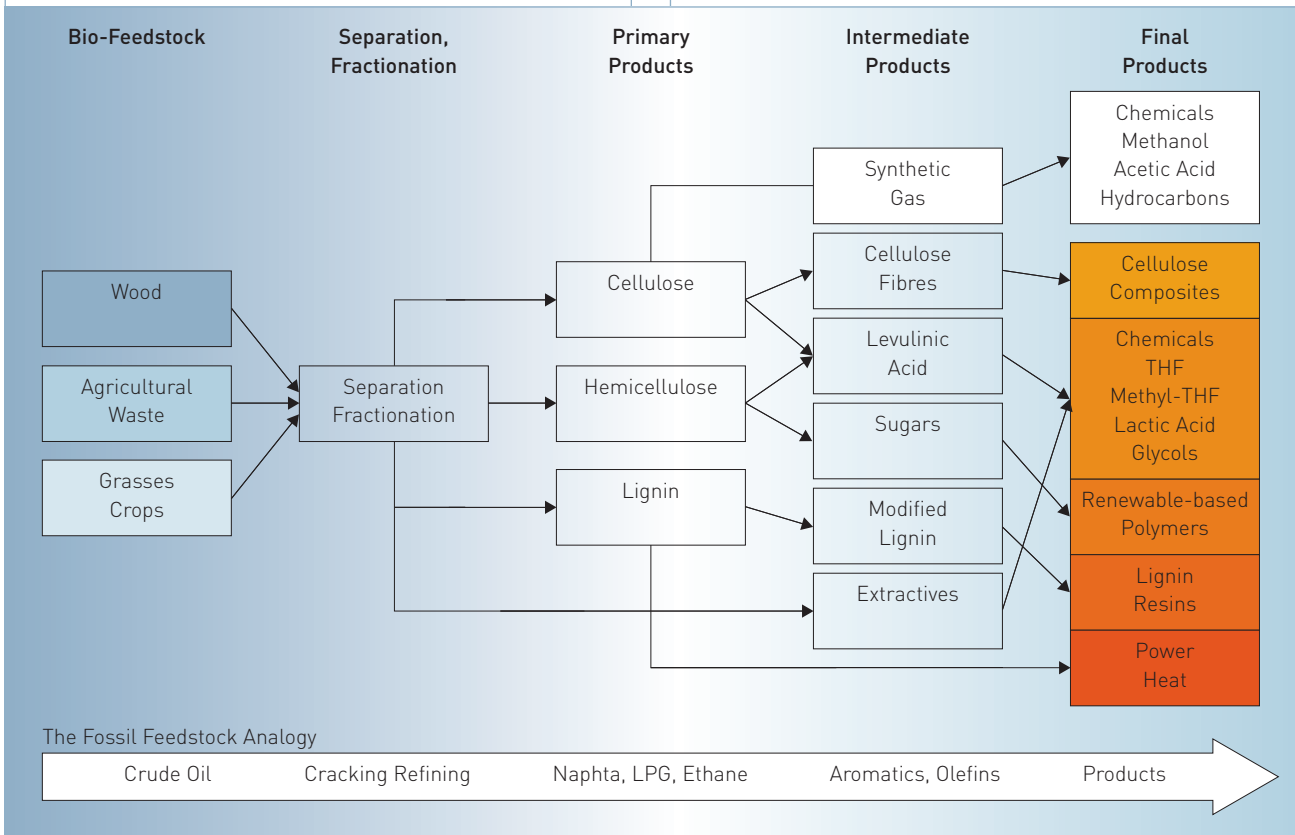 Bio-Feedstock
Separation,
Fractionation
Primary
Products
Intermediate
Products
Final
Products
Wood
Agricultural
Waste
Grasses
Crops
Separation
Fractionation
Cellulose
Hemicellulose
Lignin
Synthetic
Gas
Cellulose
Fibres
Levulinic
Acid
Sugars
Modified
Lignin
Extractives
Chemicals
Methanol
Acetic Acid
Hydrocarbons
Cellulose
Composites
Chemicals
THF
Methyl-THF
Lactic Acid
Glycols
Renewable-based
Polymers
Lignin
Resins
Power
Heat
The Fossil Feedstock Analogy
Crude Oil
Cracking Refining
Naphta, LPG, Ethane
Aromatics, Olefins
Products